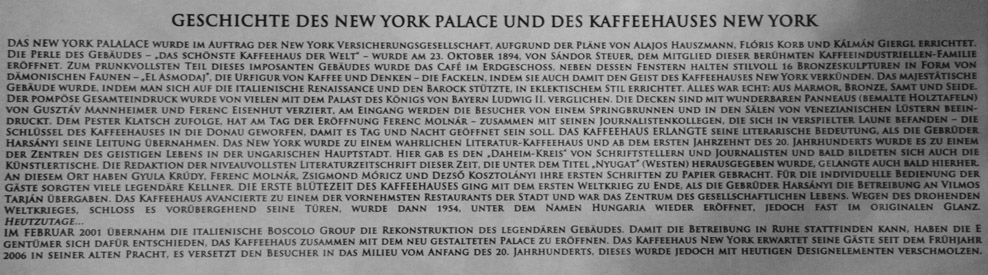 GESCHICHTE DES NEW YORK PALACE UND DES KAFFEEHAUSES NEW YORK
DAS NEW YORK PALALACE WURDE IM AUFTRAG DER NEW YORK VERSICHERUNGSGESELLSCHAFT, AUFGRUND DER PLÄNE VON ALAJOS HAUSZMANN, FLÓRIS KORB UND KÁLMÁN GIERGL ERRICHTET.
DIE PERLE DES GEBÄUDES – „DAS SCHÖNSTE KAFFEEHAUS DER WELT" – WURDE AM 23. OKTOBER 1894, VON SÁNDOR STEUER, DEM MITGLIED DIESER BERÜHMTEN KAFFEEINDUSTRIELLEN-FAMILIE
ERÖFFNET. ZUM PRUNKVOLLSTEN TEIL DIESES IMPOSANTEN GEBÄUDES WURDE DAS CAFÉ IM ERDGESCHOSS. NEBEN DESSEN FENSTERN HALTEN STILVOLL 16 BRONZESKULPTUREN IN FORM VON
DÄMONISCHEN FAUNEN – „EL ASMODAJ", DIE URFIGUR VON KAFFEE UND DENKEN – DIE FACKELN, INDEM SIE AUCH DAMIT DEN GEIST DES KAFFEEHAUSES NEW YORK VERKÜNDEN. DAS MAJESTÄTISCHE
GEBÄUDE WURDE, INDEM MAN SICH AUF DIE ITALIENISCHE RENAISSANCE UND DEN BAROCK STÜTZTE, IN EKLEKTISCHEM STIL ERRICHTET. ALLES WAR ECHT: AUS MARMOR, BRONZE, SAMT UND SEIDE.
DER POMPÖSE GESAMTEINDRUCK WURDE VON VIELEN MIT DEM PALAST DES KÖNIGS VON BAYERN LUDWIG II. VERGLICHEN. DIE DECKEN SIND MIT WUNDERBAREN PANNEAUS (BEMALTE HOLZTAFELN)
VON GUSZTÁV MANNHEIMER UND FERENC EISENHUT VERZIERT, AM EINGANG WERDEN DIE BESUCHER VON EINEM SPRINGBRUNNEN UND IN DEN SÄLEN VON VENEZIANISCHEN LÜSTERN BEEIN-
DRUCKT. DEM PESTER KLATSCH ZUFOLGE, HAT AM TAG DER ERÖFFNUNG FERENC MOLNÁR – ZUSAMMEN MIT SEINEN JOURNALISTENKOLLEGEN, DIE SICH IN VERSPIELTER LAUNE BEFANDEN – DIE
SCHLÜSSEL DES KAFFEEHAUSES IN DIE DONAU GEWORFEN, DAMIT ES TAG UND NACHT GEÖFFNET SEIN SOLL. DAS KAFFEEHAUS ERLANGTE SEINE LITERARISCHE BEDEUTUNG, ALS DIE GEBRÜDER
HARSÁNYI SEINE LEITUNG ÜBERNAHMEN. DAS NEW YORK WURDE ZU EINEM WAHRLICHEN LITERATUR-KAFFEEHAUS UND AB DEM ERSTEN JAHRZEHNT DES 20. JAHRHUNDERTS WURDE ES ZU EINEM
DER ZENTREN DES GEISTIGEN LEBENS IN DER UNGARISCHEN HAUPTSTADT. HIER GAB ES DEN „DAHEIM-KREIS" VON SCHRIFTSTELLERN UND JOURNALISTEN UND BALD BILDETEN SICH AUCH DIE
KÜNSTLERTISCHE. DIE REDAKTION DER NIVEAUVOLLSTEN LITERATURZEITSCHRIFT DIESER ZEIT, DIE UNTER DEM TITEL „NYUGAT" (WESTEN) HERAUSGEGEBEN WURDE, GELANGTE AUCH BALD HIERHER.
AN DIESEM ORT HABEN GYULA KRÚDY, FERENC MOLNÁR, ZSIGMOND MÓRICZ UND DEZSŐ KOSZTOLÁNYI IHRE ERSTEN SCHRIFTEN ZU PAPIER GEBRACHT. FÜR DIE INDIVIDUELLE BEDIENUNG DER
GÄSTE SORGTEN VIELE LEGENDÄRE KELLNER. DIE ERSTE BLÜTEZEIT DES KAFFEEHAUSES GING MIT DEM ERSTEN WELTKRIEG ZU ENDE, ALS DIE GEBRÜDER HARSÁNYI DIE BETREIBUNG AN VILMOS
TARJÁN ÜBERGABEN. DAS KAFFEEHAUS AVANCIERTE ZU EINEM DER VORNEHMSTEN RESTAURANTS DER STADT UND WAR DAS ZENTRUM DES GESELLSCHAFTLICHEN LEBENS. WEGEN DES DROHENDEN
WELTKRIEGES, SCHLOSS ES VORÜBERGEHEND SEINE TÜREN, WURDE DANN 1954, UNTER DEM NAMEN HUNGARIA WIEDER ERÖFFNET, JEDOCH FAST IM ORIGINALEN GLANZ.
HEUTZUTAGE...
IM FEBRUAR 2001 ÜBERNAHM DIE ITALIENISCHE BOSCOLO GROUP DIE REKONSTRUKTION DES LEGENDÄREN GEBÄUDES. DAMIT DIE BETREIBUNG IN RUHE STATTFINDEN KANN, HABEN DIE E
GENTÜMER SICH DAFÜR ENTSCHIEDEN, DAS KAFFEEHAUS ZUSAMMEN MIT DEM NEU GESTALTETEN PALACE ZU ERÖFFNEN. DAS KAFFEEHAUS NEW YORK ERWARTET SEINE GÄSTE SEIT DEM FRÜHJAHR
2006 IN SEINER ALTEN PRACHT, ES VERSETZT DEN BESUCHER IN DAS MILIEU VOM ANFANG DES 20. JAHRHUNDERTS, DIESES WURDE JEDOCH MIT HEUTIGEN DESIGNELEMENTEN VERSCHMOLZEN.